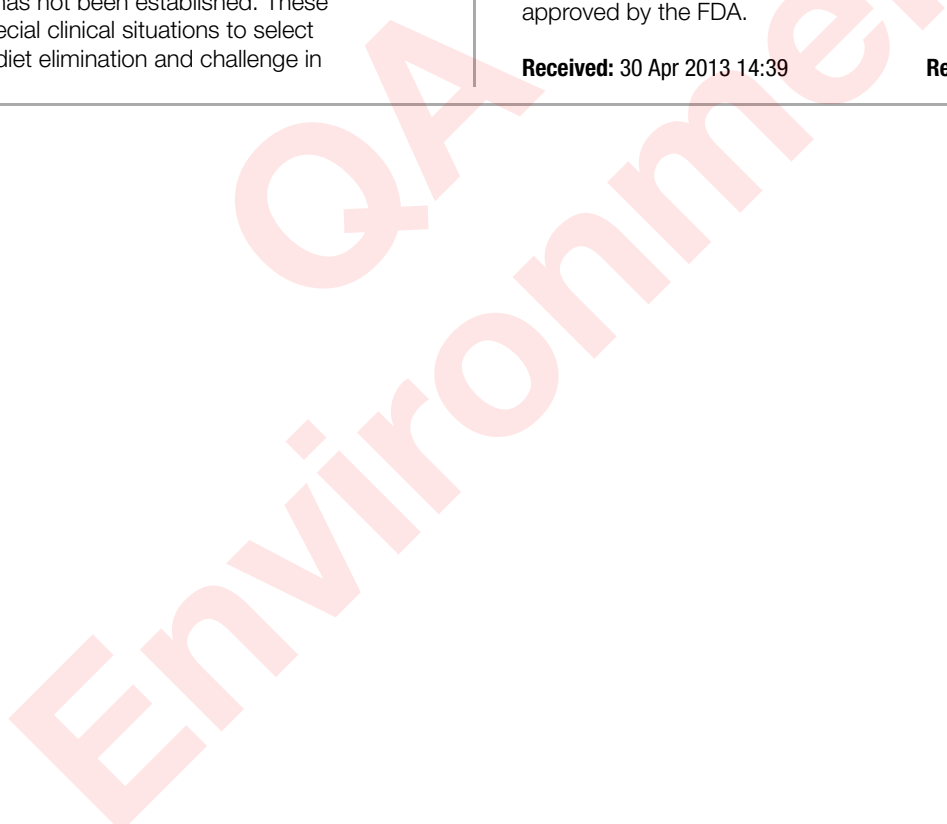 has not been established. These
ecial clinical situations to select
diet elimination and challenge in
approved by the FDA.
Received: 30 Apr 2013 14:39
Re
QA
Environme